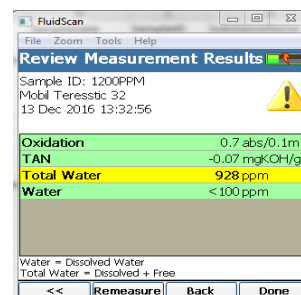 FluidScan
File Zoom Tools Help
Review Measurement Results
Sample ID: 1200PPM
Mobil Teresstic 32
13 Dec 2016 13:32:56
Oxidation 0.7 abs/0.1m
TAN -0.07 mgKOH/g
Total Water 928 ppm
Water <100 ppm
Water = Dissolved Water
Total Water = Dissolved + Free
<< Remeasure Back Done